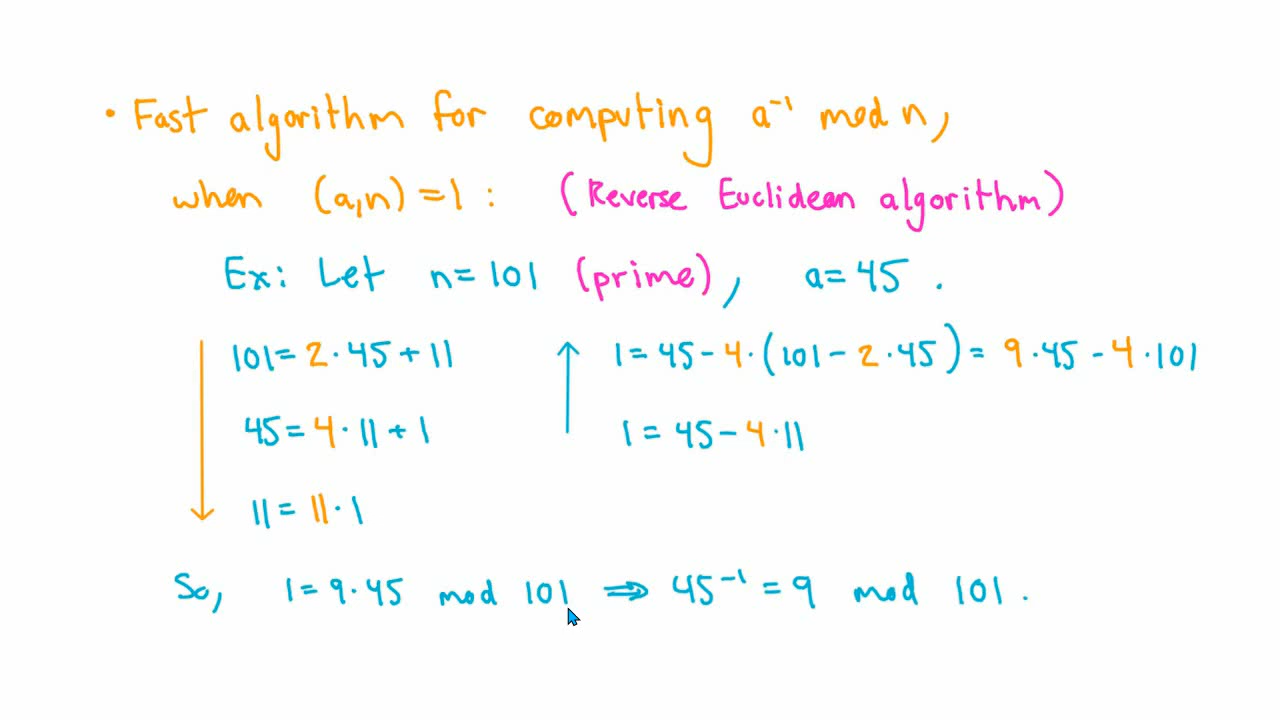 • Fast algorithm for computing a⁻¹ mod n,
when (a,n) = 1 : (Reverse Euclidean algorithm)
Ex: Let n = 101 (prime), a = 45 .
101 = 2 · 45 + 11
1 = 45 - 4 · (101 - 2 · 45) = 9 · 45 - 4 · 101
45 = 4 · 11 + 1
1 = 45 - 4 · 11
11 = 11 · 1
So, 1 = 9 · 45 mod 101 ⇒ 45⁻¹ = 9 mod 101 .